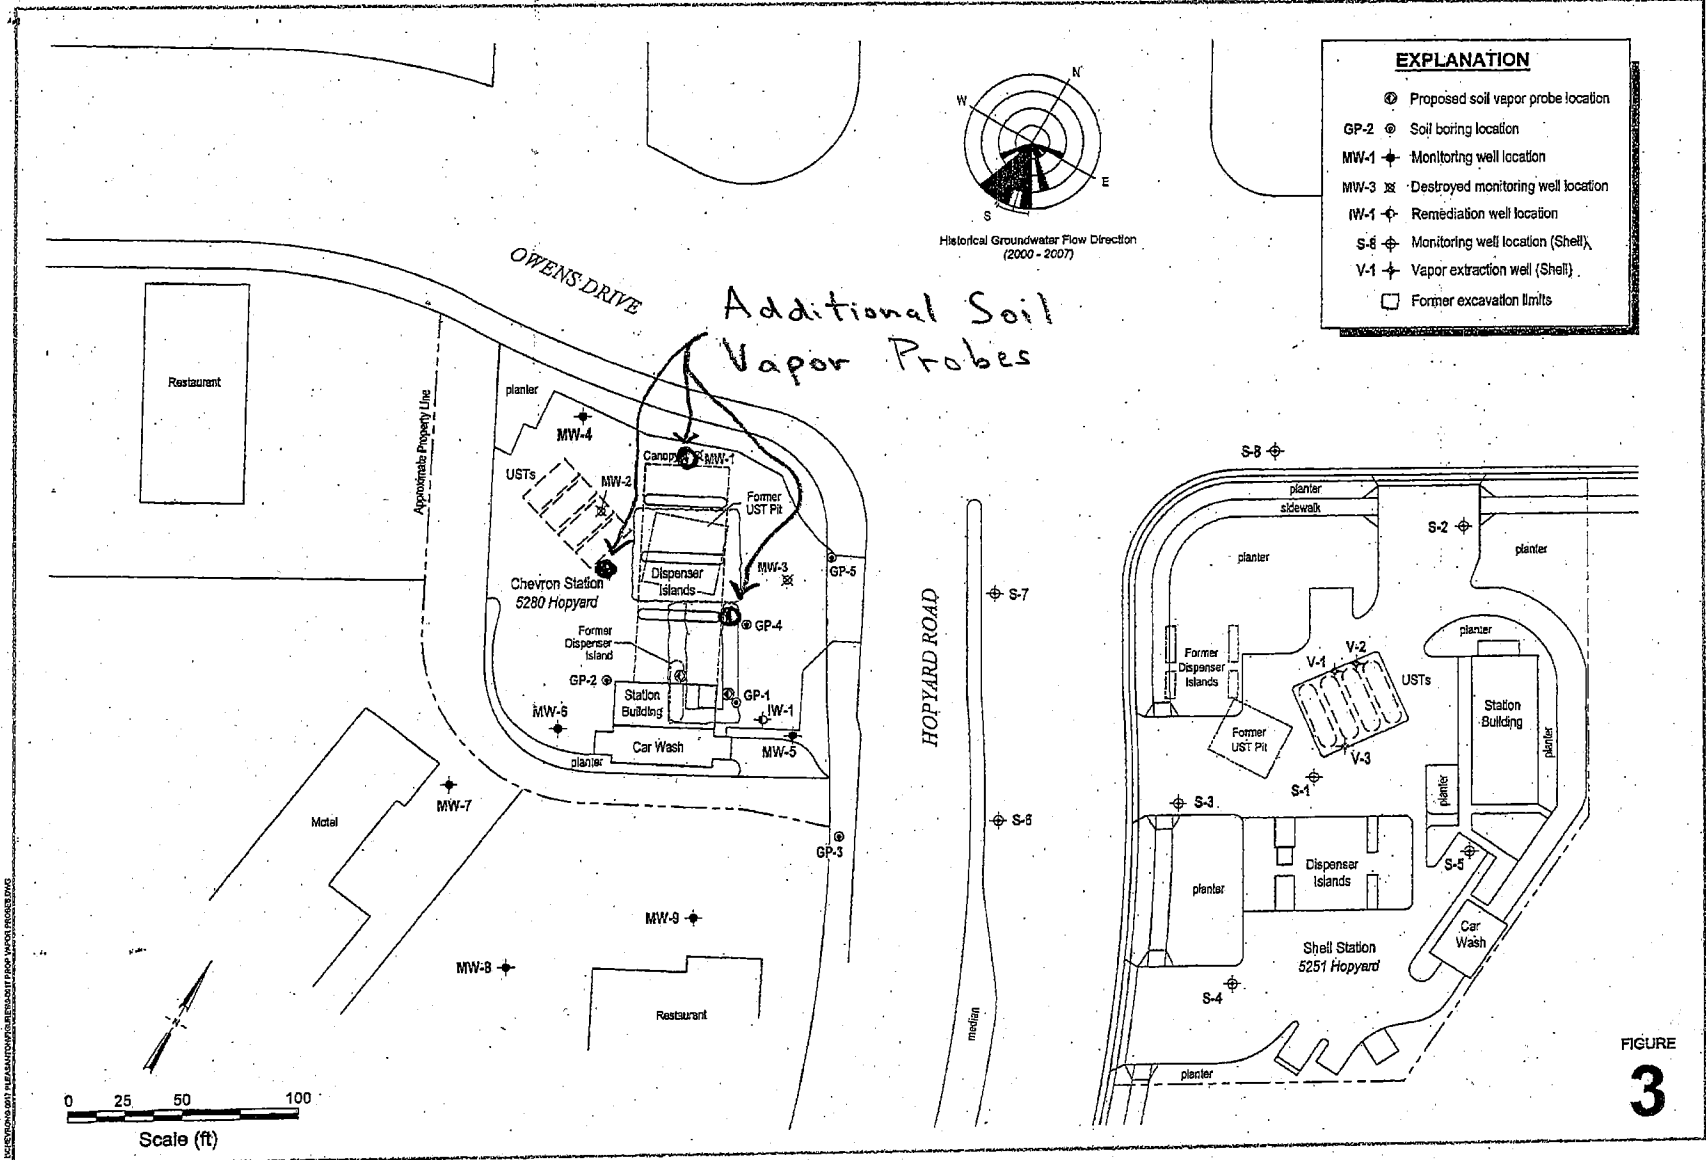 EXPLANATION
Proposed soil vapor probe location
GP-2 Soil boring location
MW-1 Monitoring well location
MW-3 Destroyed monitoring well location
IW-1 Remediation well location
S-8 Monitoring well location (Shell)
V-1 Vapor extraction well (Shell)
Former excavation limits
N
W
E
S
Historical Groundwater Flow Direction
(2000 - 2007)
OWENS DRIVE
Additional Soil
Vapor Probes
Restaurant
Approximate Property Line
planter
MW-4
Canopy
MW-1
USTs
MW-2
Former
UST Pit
MW-3
GP-5
Dispenser
Islands
Chevron Station
5280 Hopyard
GP-4
Former
Dispenser
Island
GP-2
Station
Building
GP-1
IW-1
MW-6
Car Wash
MW-5
planter
MW-7
Motel
GP-3
MW-9
MW-8
Restaurant
HOPYARD ROAD
median
S-7
S-6
S-8
planter
sidewalk
S-2
planter
planter
planter
Former
Dispenser
Islands
V-1
V-2
USTs
Station
Building
planter
Former
UST Pit
V-3
S-1
planter
S-3
S-5
Dispenser
Islands
planter
Car
Wash
Shell Station
5251 Hopyard
S-4
planter
N
0 25 50 100
Scale (ft)
FIGURE
3